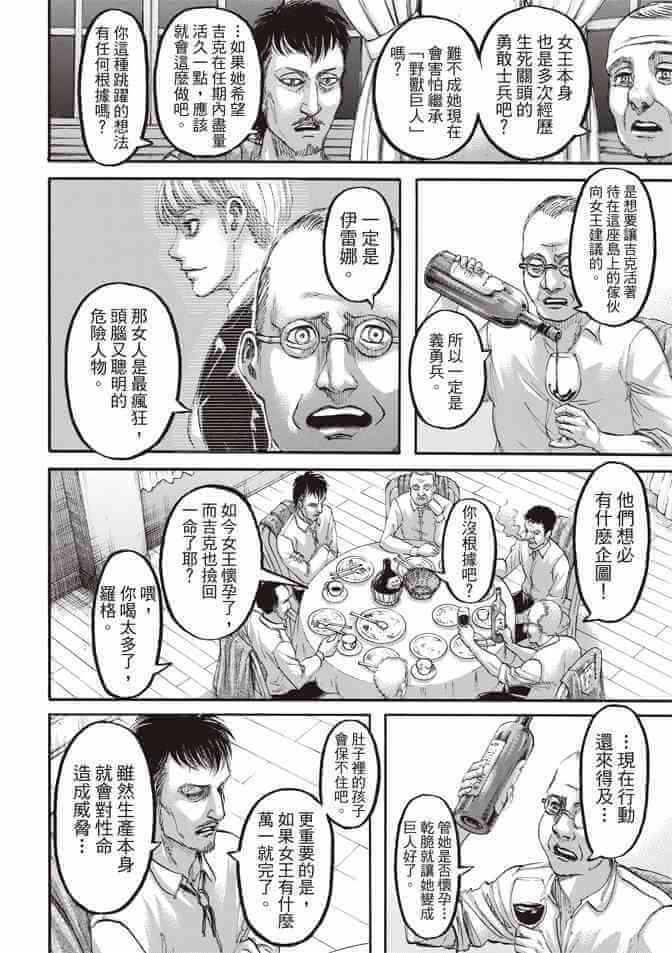 女王本身
也是多次經歷
生死關頭的
勇敢士兵吧？
難不成她現在
會害怕繼承
「野獸巨人」
嗎？
…如果她希望
吉克在任期內盡量
活久一點，應該
就會這麼做吧。
你這種跳躍的想法
有任何根據嗎？
是想要讓吉克活著
待在這座島上的傢伙
向女王建議的。
所以一定是
義勇兵。
一定是
伊雷娜。
那女人是最瘋狂，
頭腦又聰明的
危險人物。
他們想必
有什麼企圖！
你沒根據吧？
如今女王懷孕了，
而吉克也撿回
一命了耶？
喂，
你喝太多了，
羅格。
…現在行動
還來得及…
管她是否懷孕…
乾脆就讓她變成
巨人好了。
肚子裡的孩子
會保不住吧。
更重要的是，
如果女王有什麼
萬一就完了。
雖然生產本身
就會對性命
造成威脅…